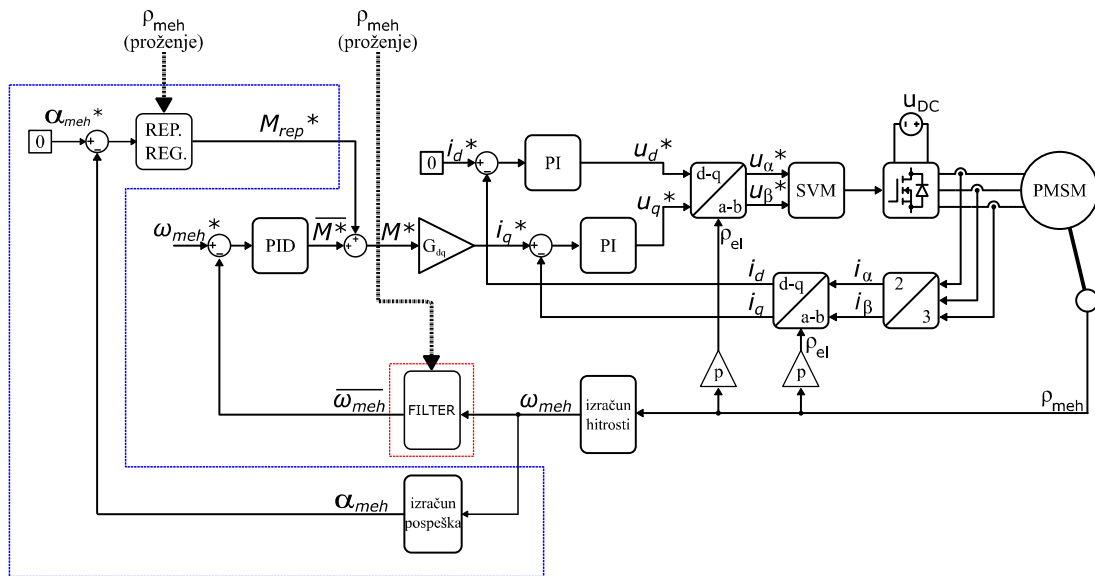 ρmeh
(proženje)
ρmeh
(proženje)
αmeh*
0
+
-
REP.
REG.
Mrep*
ωmeh*
+
-
PID
M*
+
+
M*
Gdq
iq*
0
id*
+
-
PI
ud*
+
-
PI
uq*
d-q
a-b
uα*
uβ*
SVM
uDC
+
-
PMSM
ρel
id
iq
d-q
a-b
iα
iβ
2
3
ρel
p
p
ωmeh
FILTER
ωmeh
izračun
hitrosti
ρmeh
αmeh
izračun
pospeška